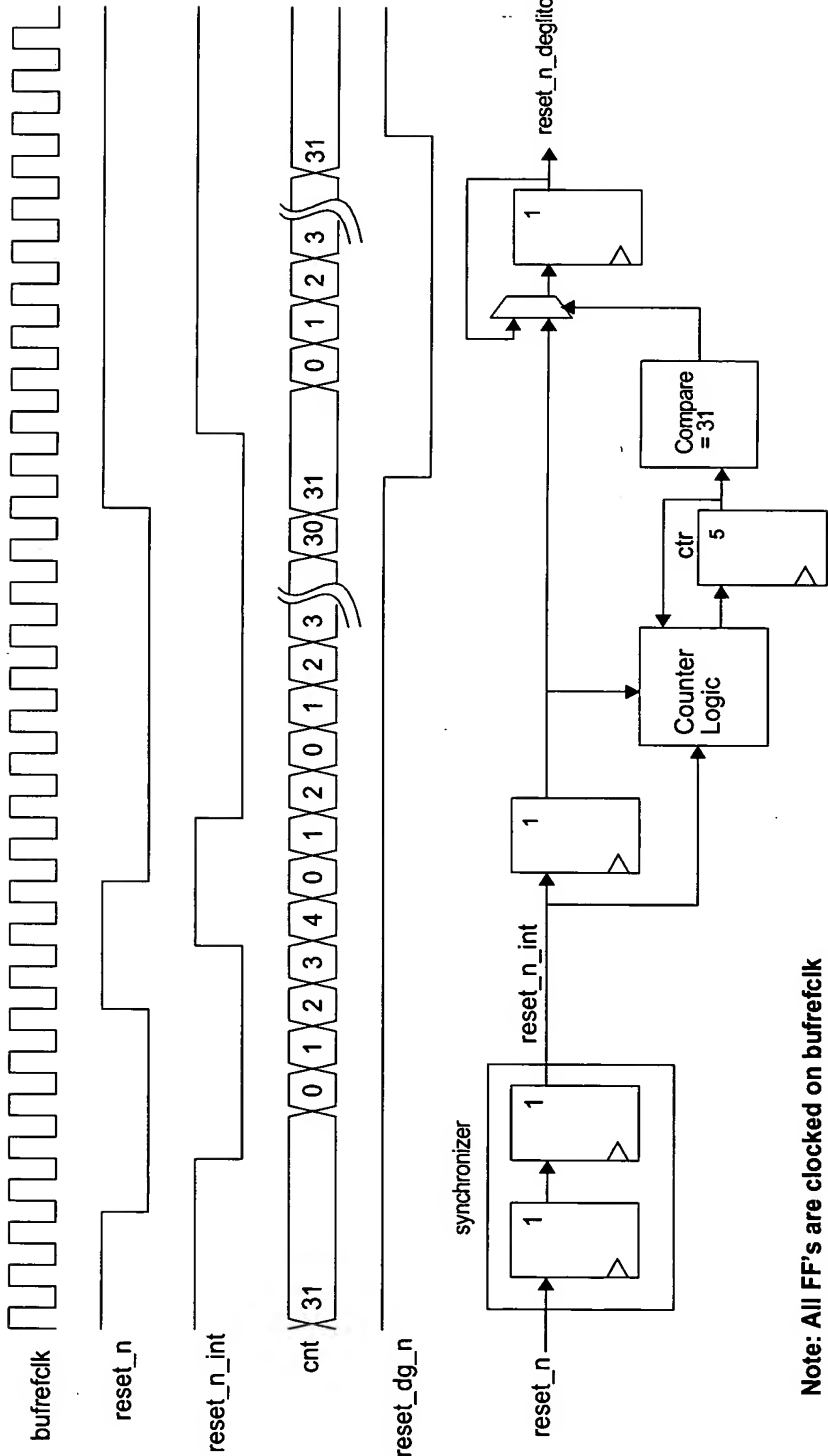 bufrefclk
reset_n
reset_n_int
cnt 31 0 1 2 3 4 0 1 2 0 1 2 3 30 31 0 1 2 3 31
reset_dg_n
synchronizer
reset_n
1
1
reset_n_int
1
Counter
Logic
ctr
5
Compare
= 31
1
Note: All FF's are clocked on bufrefclk